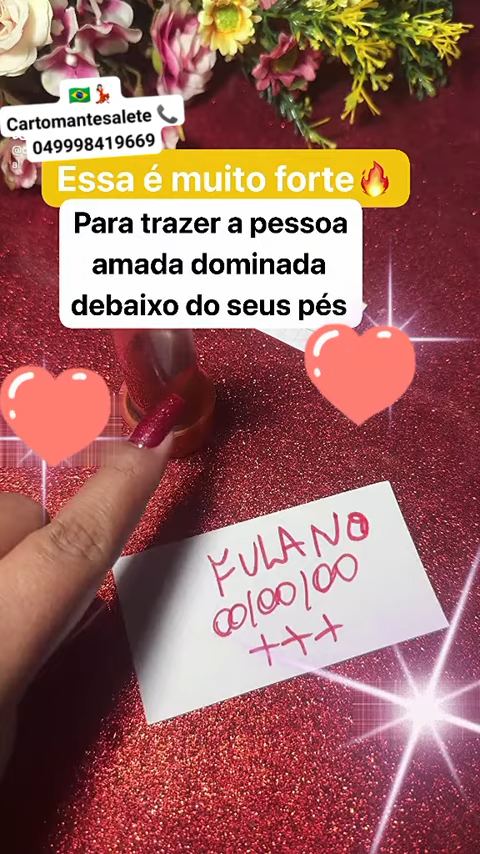 Cartomantesalete
049998419669
Essa é muito forte🔥
Para trazer a pessoa
amada dominada
debaixo do seus pés
FULANO
00/00/00
+++